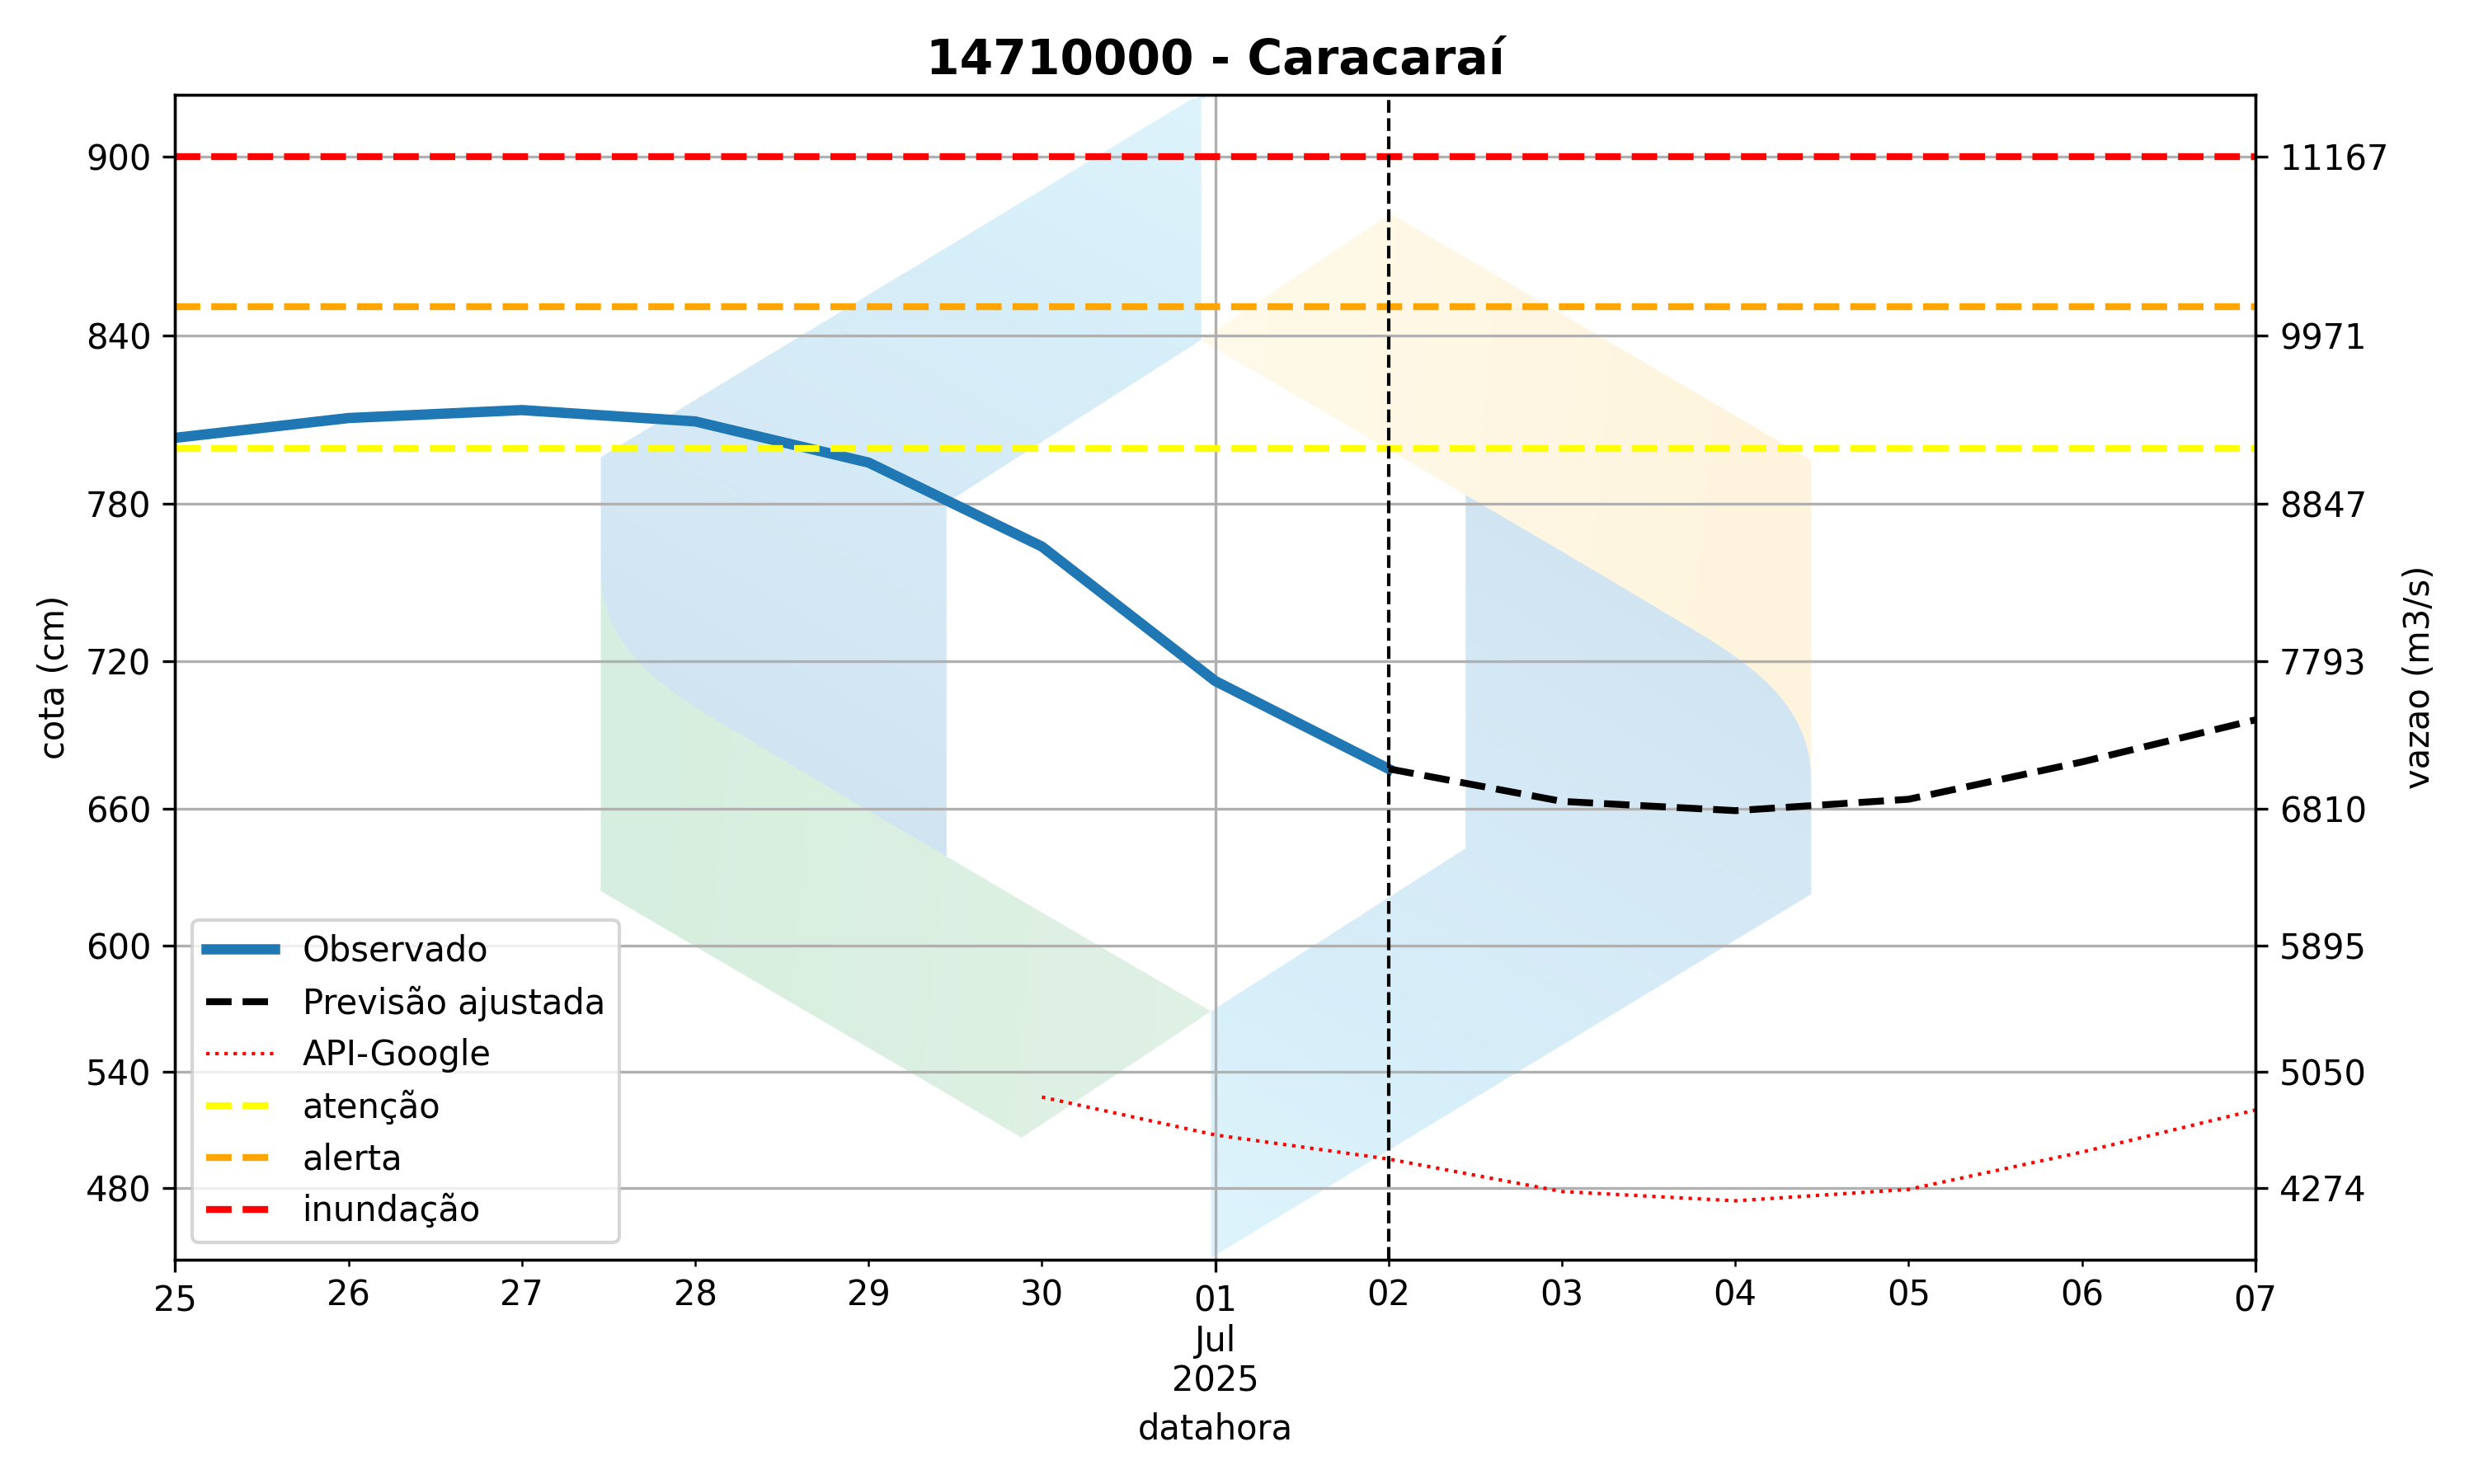 14710000 - Caracaraí
900
840
780
720
660
600
540
480
cota (cm)
11167
9971
8847
7793
6810
5895
5050
4274
vazao (m3/s)
Observado
Previsão ajustada
API-Google
atenção
alerta
inundação
25 26 27 28 29 30 01 02 03 04 05 06 07
Jul
2025
datahora